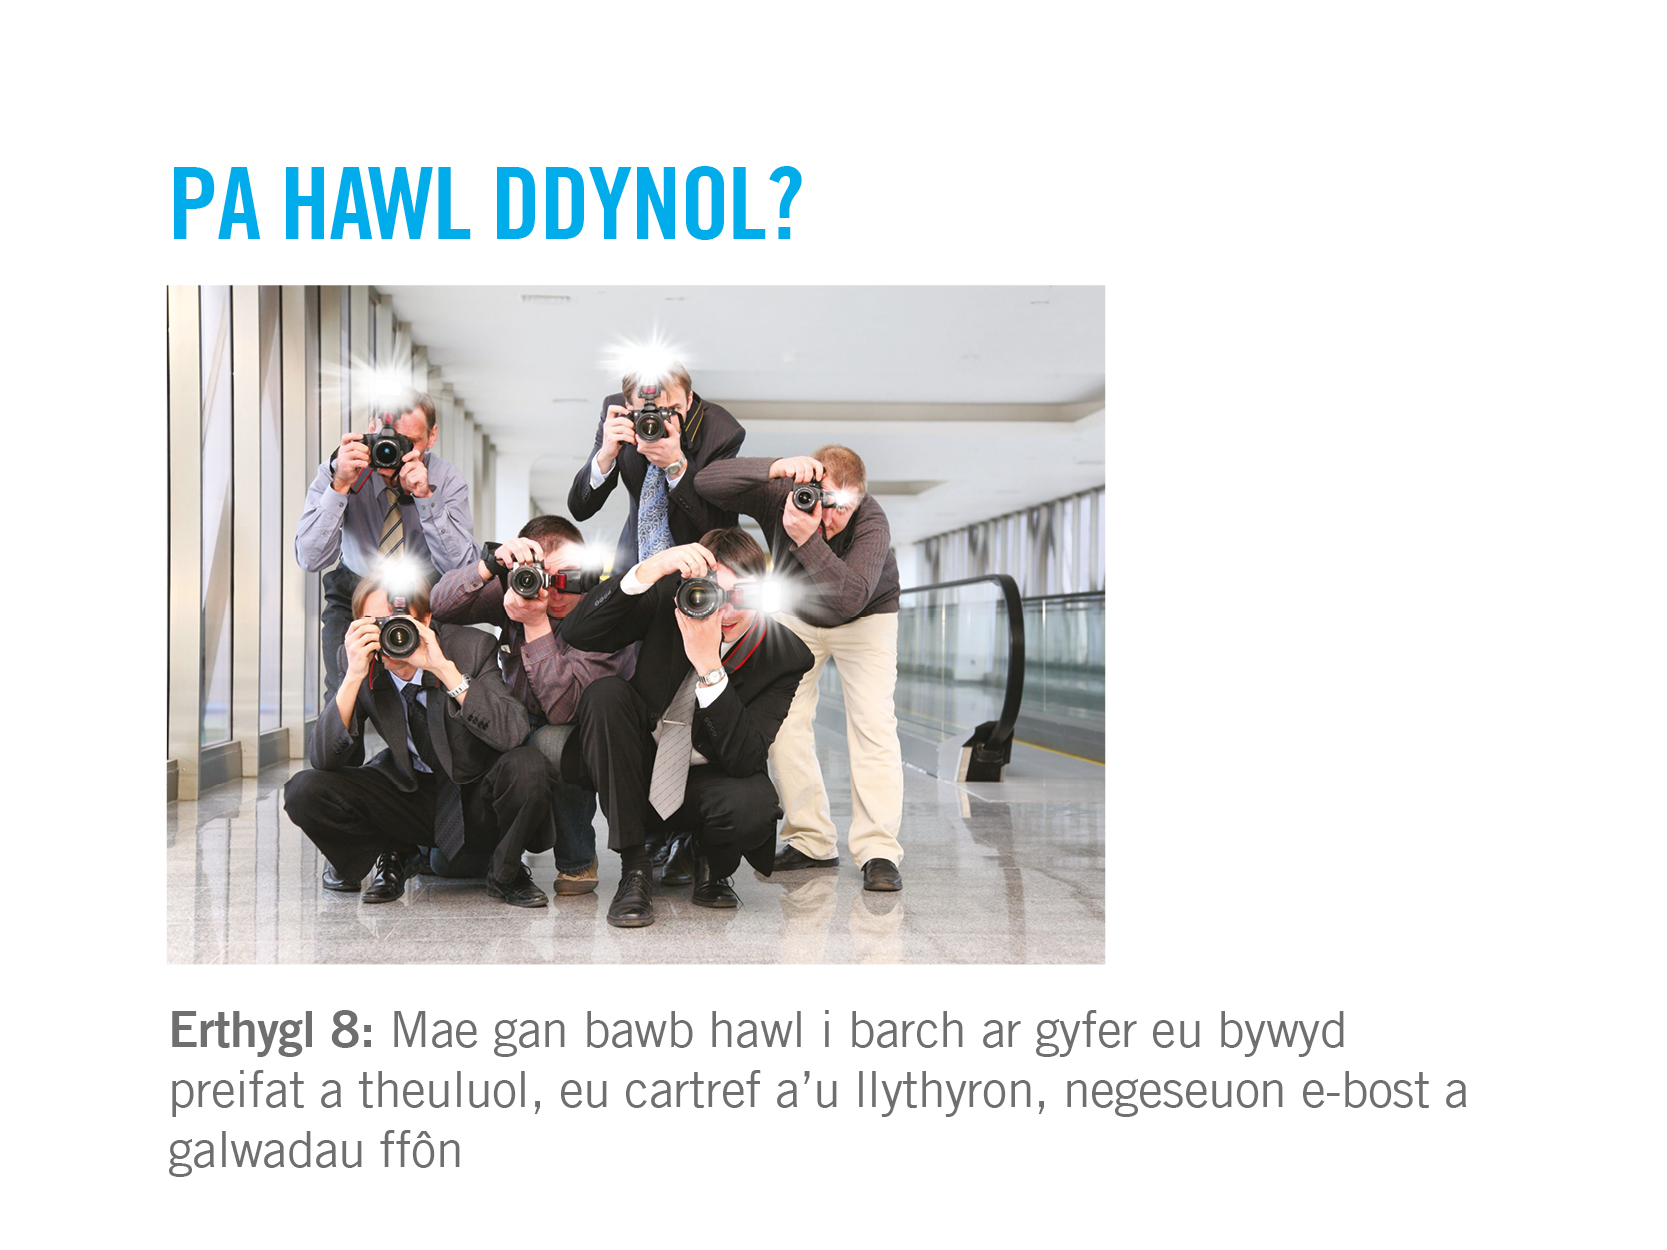 PA HAWL DDYNOL?
Erthygl 8: Mae gan bawb hawl i barch ar gyfer eu bywyd
preifat a theuluol, eu cartref a’u llythyron, negeseuon e-bost a
galwadau ffôn